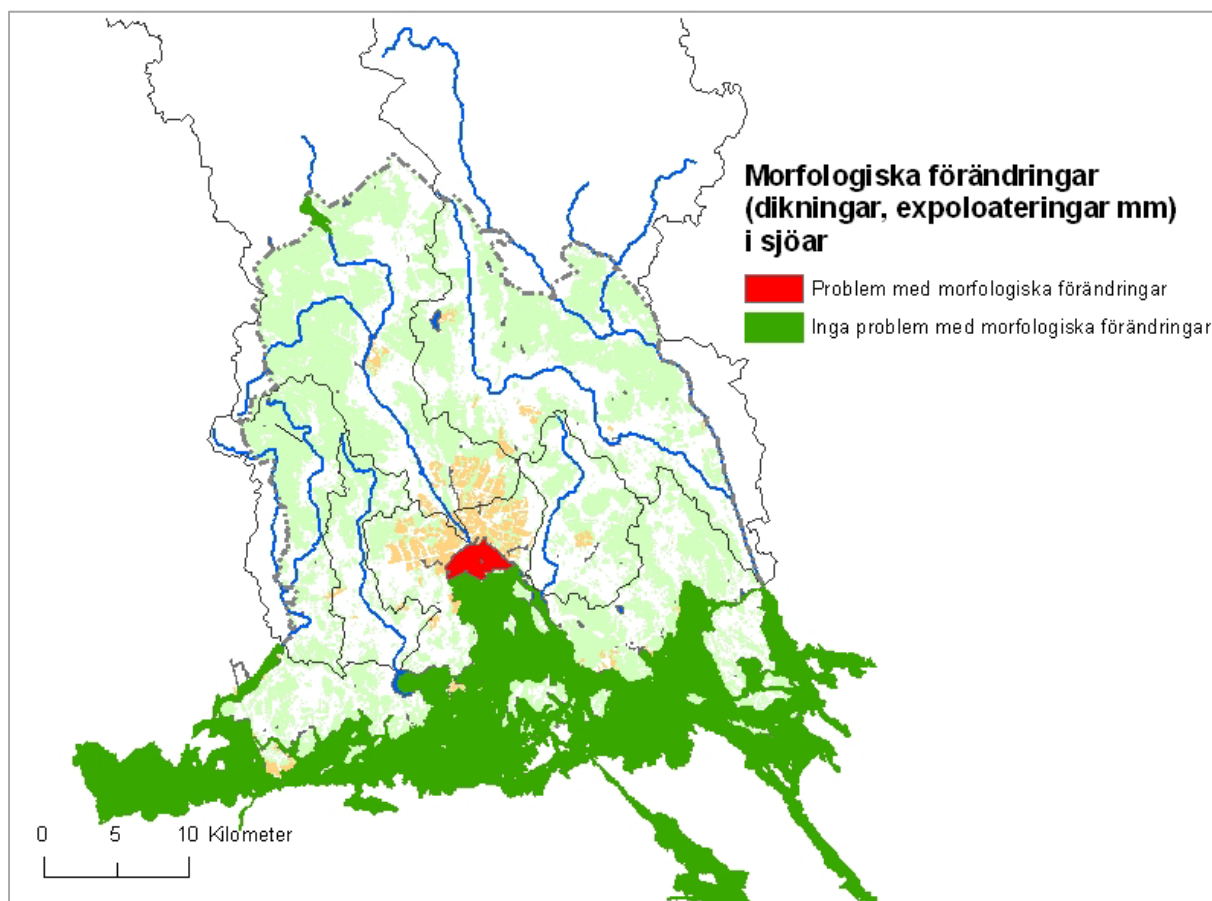 Morfologiska förändringar
(dikningar, expoloateringar mm)
i sjöar
Problem med morfologiska förändringar
Inga problem med morfologiska förändringar
0 5 10 Kilometer